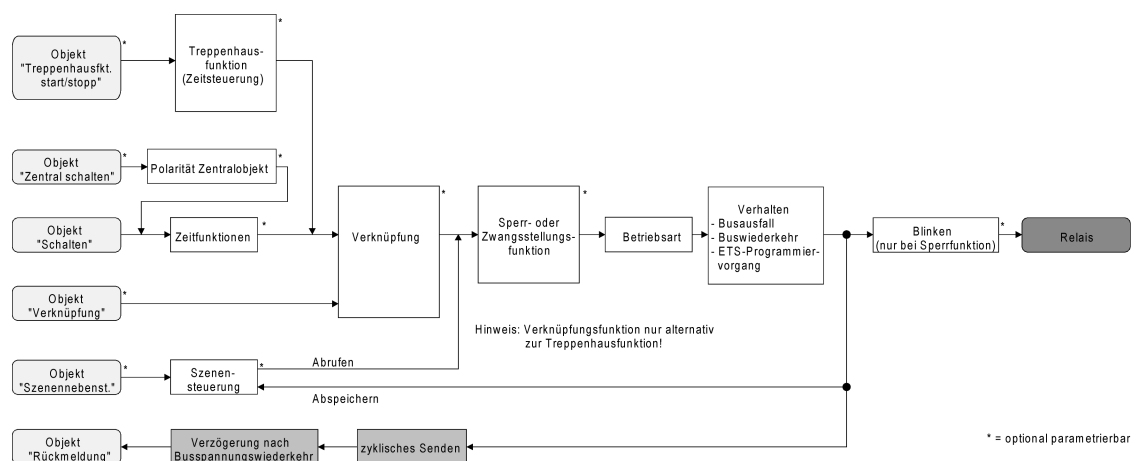 *
Objekt
"Treppenhausfkt.
start/stopp"
*
Treppenhaus-
funktion
(Zeitsteuerung)
*
Objekt
"Zentral schalten"
*
Polarität Zentralobjekt
*
Objekt
"Schalten"
Zeitfunktionen
*
Verknüpfung
*
Sperr- oder
Zwangsstellungs-
funktion
*
Betriebsart
Verhalten
- Busausfall
- Buswiederkehr
- ETS-Programmier-
vorgang
Blinken
(nur bei Sperrfunktion)
*
Relais
Objekt
"Verknüpfung"
*
Hinweis: Verknüpfungsfunktion nur alternativ
zur Treppenhausfunktion!
Objekt
"Szenennebenst."
*
Szenen-
steuerung
*
Abrufen
Abspeichern
Objekt
"Rückmeldung"
Verzögerung nach
Busspannungswiederkehr
zyklisches Senden
* = optional parametrierbar